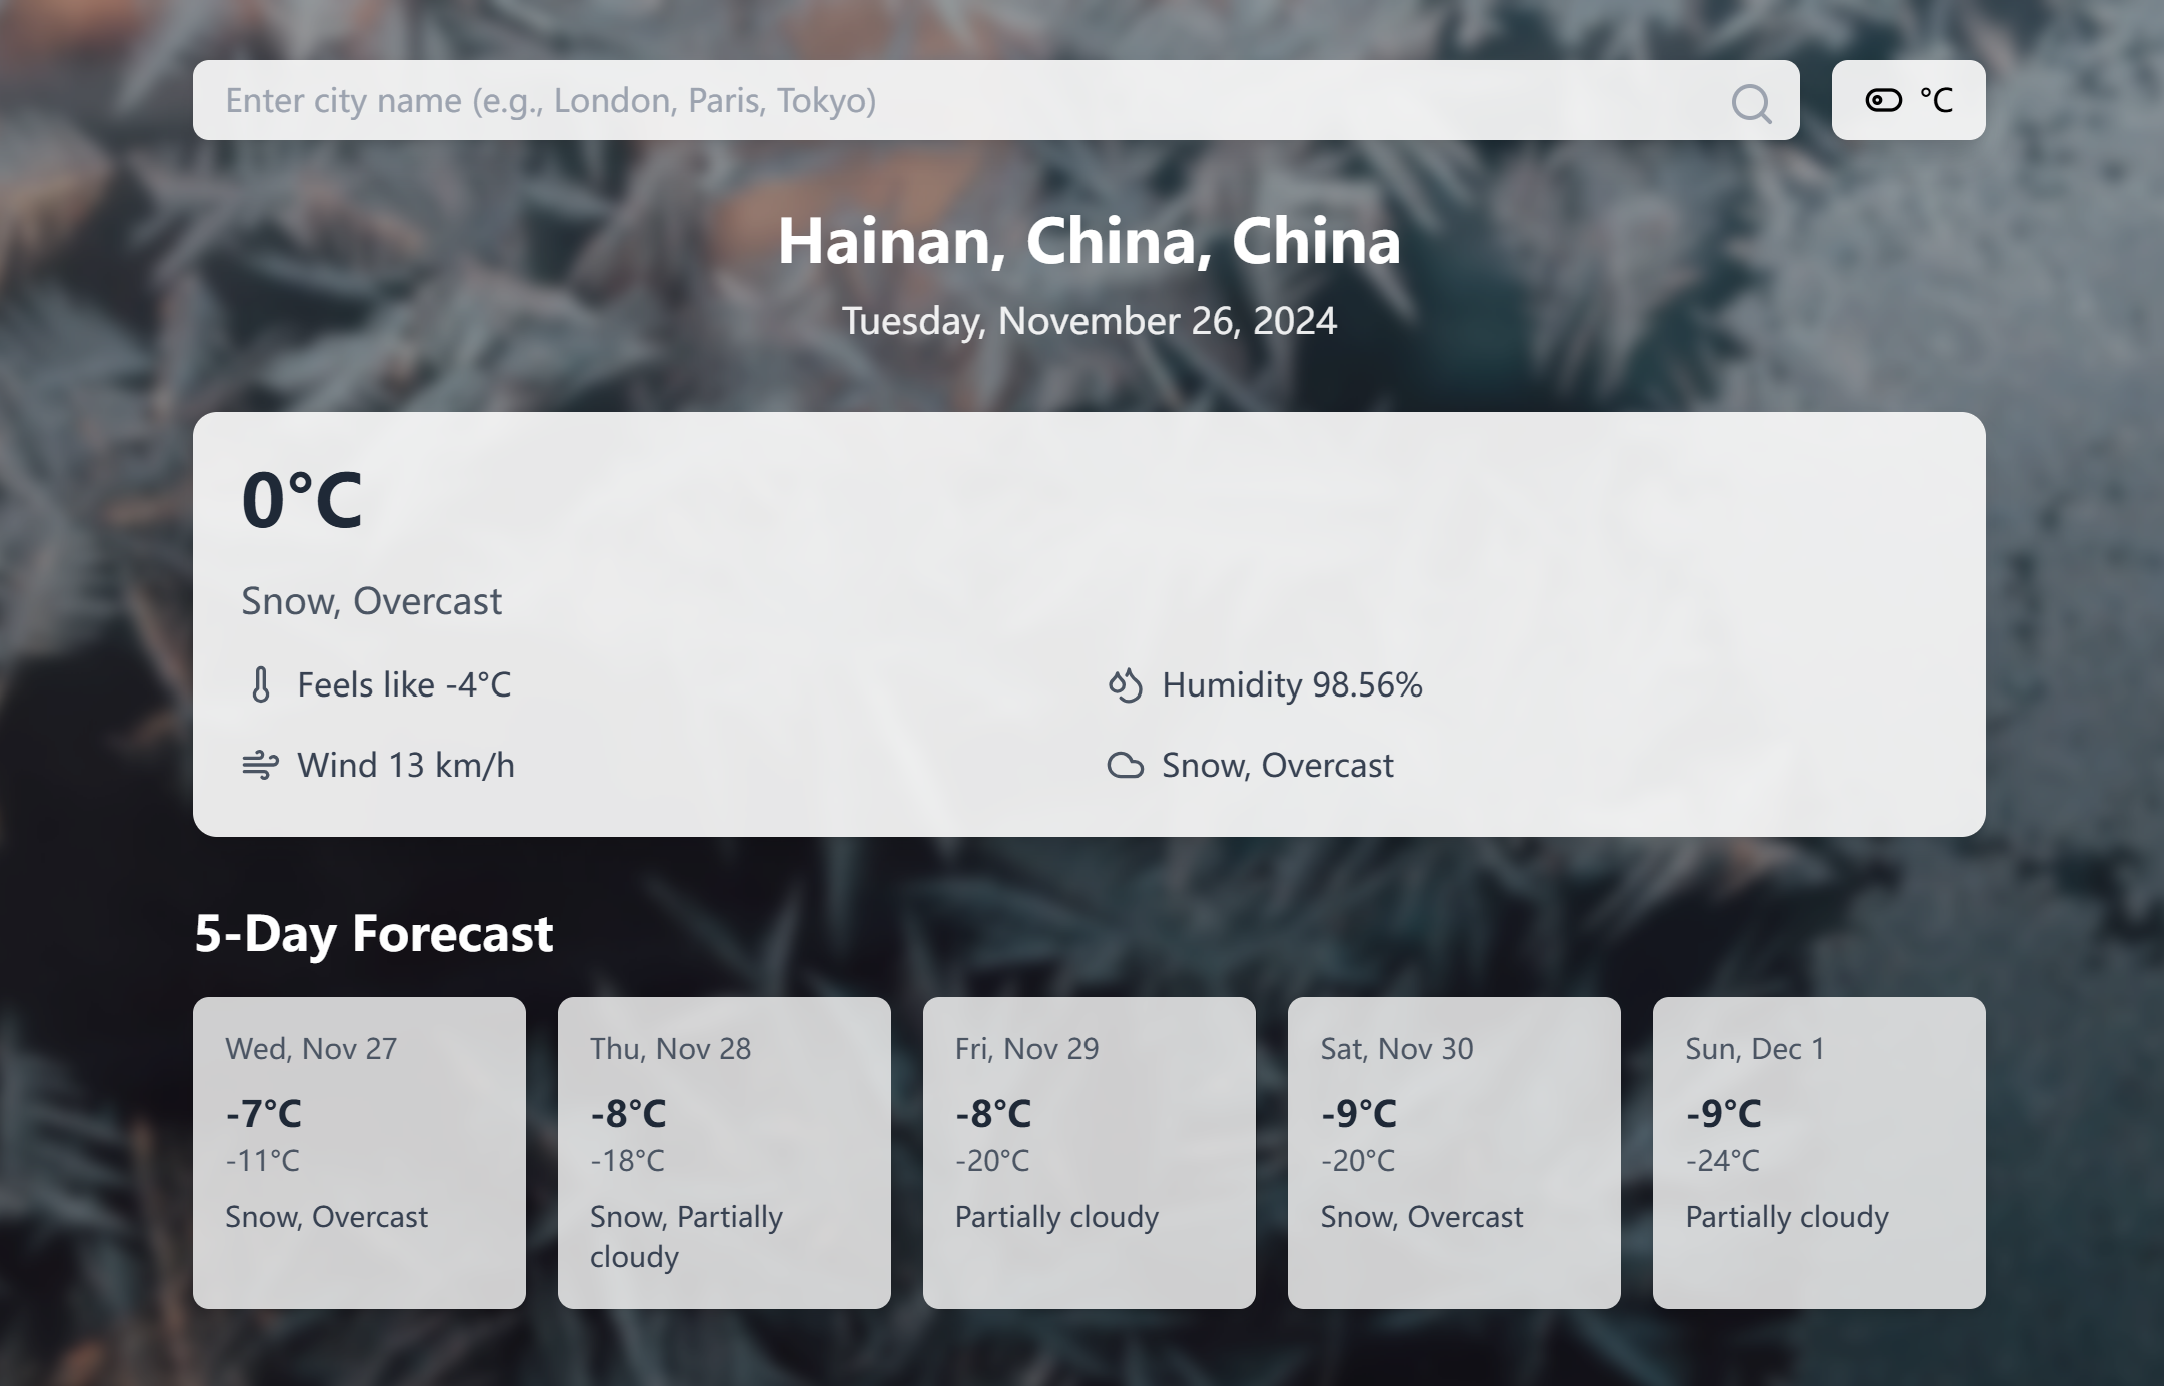 Enter city name (e.g., London, Paris, Tokyo)
°C
Hainan, China, China
Tuesday, November 26, 2024
0°C
Snow, Overcast
Feels like -4°C
Humidity 98.56%
Wind 13 km/h
Snow, Overcast
5-Day Forecast
Wed, Nov 27
-7°C
-11°C
Snow, Overcast
Thu, Nov 28
-8°C
-18°C
Snow, Partially
cloudy
Fri, Nov 29
-8°C
-20°C
Partially cloudy
Sat, Nov 30
-9°C
-20°C
Snow, Overcast
Sun, Dec 1
-9°C
-24°C
Partially cloudy